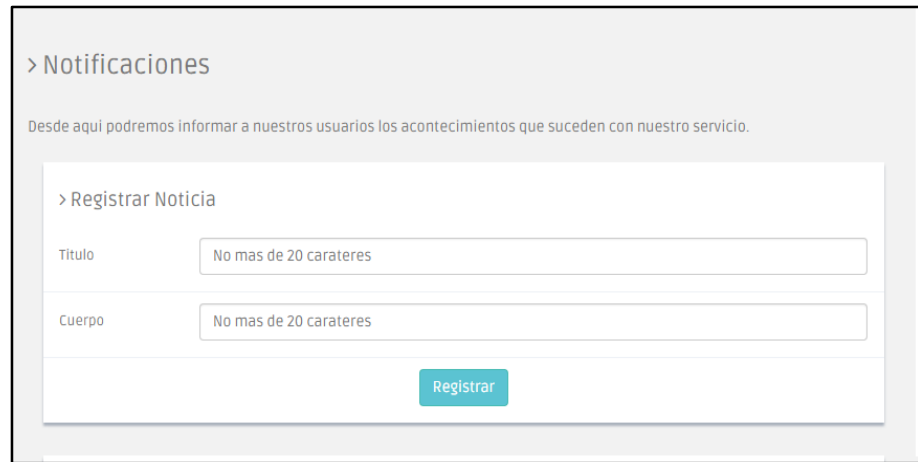 > Notificaciones
Desde aqui podremos informar a nuestros usuarios los acontecimientos que suceden con nuestro servicio.
> Registrar Noticia
Titulo No mas de 20 carateres
Cuerpo No mas de 20 carateres
Registrar